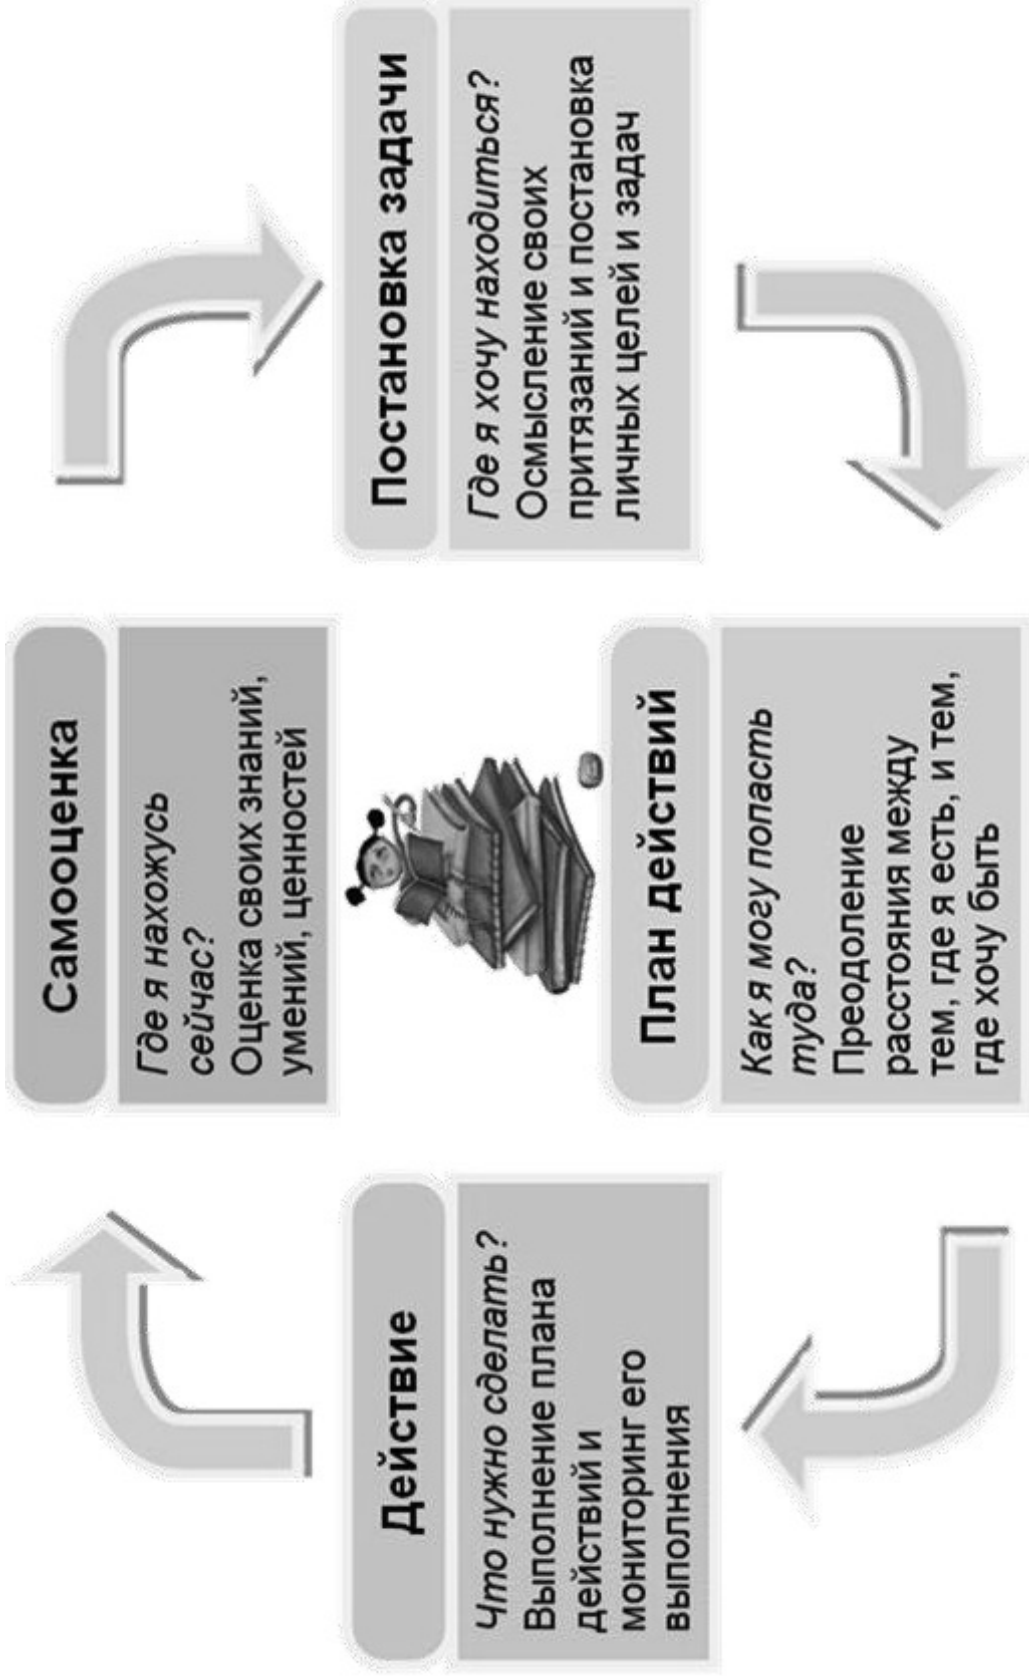 Самооценка
Где я нахожусь
сейчас?
Оценка своих знаний,
умений, ценностей
Постановка задачи
Где я хочу находиться?
Осмысление своих
притязаний и постановка
личных целей и задач
План действий
Как я могу попасть
туда?
Преодоление
расстояния между
тем, где я есть, и тем,
где хочу быть
Действие
Что нужно сделать?
Выполнение плана
действий и
мониторинг его
выполнения